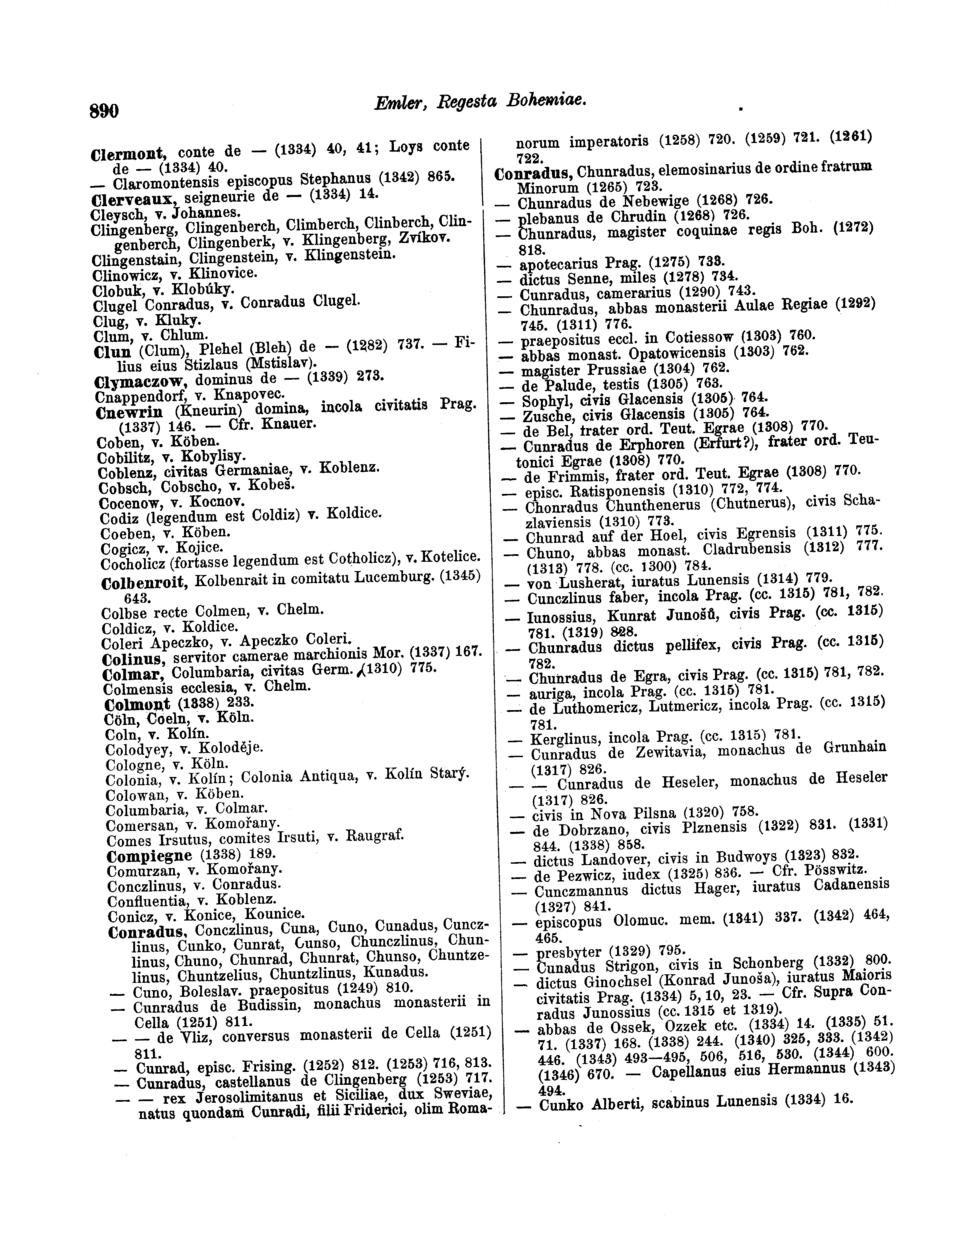 890
Emler, Regesta Bohemiae.
Clermont, conte de — (1334) 40, 41; Loys conte
de — (1334) 40.
— Claromontensis episcopus Stephanus (1342) 865.
Clerveaux, seigneurie de — (1334) 14.
Cleysch, v. Johannes.
Clingenberg, Clingenberch, Climberch, Clinberch, Clin-
genberch, Clingenberk, v. Klingenberg, Zvíkov.
Clingenstain, Clingenstein, v. Klingenstein.
Clinowicz, v. Klinovice.
Clobuk, v. Klobúky.
Clugel Conradus, v. Conradus Clugel.
Clug, v. Kluky.
Clum, v. Chlum.
Clun (Clum), Plehel (Bleh) de — (1282) 737. — Fi-
lius eius Stizlaus (Mstislav).
Clymaczow, dominus de — (1339) 273.
Cnappendorf, v. Knapovec.
Cnewrin (Kneurin) domina, incola civitatis Prag.
(1337) 146. — Cfr. Knauer.
Coben, v. Köben.
Cobilitz, v. Kobylisy.
Coblenz, civitas Germaniae, v. Koblenz.
Cobsch, Cobscho, v. Kobeš.
Cocenow, v. Kocnov.
Codiz (legendum est Coldiz) v. Koldice.
Coeben, v. Köben.
Cogicz, v. Kojice.
Cocholicz (fortasse legendum est Cotholicz), v. Kotelice.
Colbenroit, Kolbenrait in comitatu Lucemburg. (1345)
643.
Colbse recte Colmen, v. Chelm.
Coldicz, v. Koldice.
Coleri Apeczko, v. Apeczko Coleri.
Colinus, servitor camerae marchionis Mor. (1337) 167.
Colmar, Columbaria, civitas Germ. (1310) 775.
Colmensis ecclesia, v. Chelm.
Colmont (1338) 233.
Cöln, Coeln, v. Köln.
Coln, v. Kolín.
Colodyey, v. Koloděje.
Cologne, v. Köln.
Colonia, v. Kolín; Colonia Antiqua, v. Kolín Starý.
Colowan, v. Köben.
Columbaria, v. Colmar.
Comersan, v. Komořany.
Comes Irsutus, comites Irsuti, v. Raugraf.
Compiegne (1338) 189.
Comurzan, v. Komořany.
Conczlinus, v. Conradus.
Confluentia, v. Koblenz.
Conicz, v. Konice, Kounice.
Conradus, Conczlinus, Cuna, Cuno, Cunadus, Cuncz-
linus, Cunko, Cunrat, Cunso, Chunczlinus, Chun-
linus, Chuno, Chunrad, Chunrat, Chunso, Chuntze-
linus, Chuntzelius, Chuntzlinus, Kunadus.
— Cuno, Boleslav. praepositus (1249) 810.
— Cunradus de Budissin, monachus monasterii in
Cella (1251) 811.
— — de Vliz, conversus monasterii de Cella (1251)
811.
— Cunrad, episc. Frising. (1252) 812. (1253) 716, 813.
— Cunradus, castellanus de Clingenberg (1253) 717.
— — rex Jerosolimitanus et Siciliae, dux Sweviae,
natus quondam Cunradi, filii Friderici, olim Roma-
norum imperatoris (1258) 720. (1259) 721. (1261)
722.
Conradus, Chunradus, elemosinarius de ordine fratrum
Minorum (1265) 723.
— Chunradus de Nebewige (1268) 726.
— plebanus de Chrudin (1268) 726.
— Chunradus, magister coquinae regis Boh. (1272)
818.
— apotecarius Prag. (1275) 733.
— dictus Senne, miles (1278) 734.
— Cunradus, camerarius (1290) 743.
— Chunradus, abbas monasterii Aulae Regiae (1292)
745. (1311) 776.
— praepositus eccl. in Cotiessow (1303) 760.
— abbas monast. Opatowicensis (1303) 762.
— magister Prussiae (1304) 762.
— de Palude, testis (1305) 763.
— Sophyl, civis Glacensis (1305) 764.
— Zusche, civis Glacensis (1305) 764.
— de Bel, frater ord. Teut. Egrae (1308) 770.
— Cunradus de Erphoren (Erfurt?), frater ord. Teu-
tonici Egrae (1308) 770.
— de Frimmis, frater ord. Teut. Egrae (1308) 770.
— episc. Ratisponensis (1310) 772, 774.
— Chonradus Chunthenerus (Chutnerus), civis Scha-
zlaviensis (1310) 773.
— Chunrad auf der Hoel, civis Egrensis (1311) 775.
— Chuno, abbas monast. Cladrubensis (1312) 777.
(1313) 778. (cc. 1300) 784.
— von Lusherat, iuratus Lunensis (1314) 779.
— Cunczlinus faber, incola Prag. (cc. 1315) 781, 782.
— Iunossius, Kunrat Junošů, civis Prag. (cc. 1315)
781. (1319) 828.
— Chunradus dictus pellifex, civis Prag. (cc. 1315)
782.
— Chunradus de Egra, civis Prag. (cc. 1315) 781, 782.
— auriga, incola Prag. (cc. 1315) 781.
— de Luthomericz, Lutmericz, incola Prag. (cc. 1315)
781.
— Kerglinus, incola Prag. (cc. 1315) 781.
— Cunradus de Zewitavia, monachus de Grunhain
(1317) 826.
— — Cunradus de Heseler, monachus de Heseler
(1317) 826.
— civis in Nova Pilsna (1320) 758.
— de Dobrzano, civis Plznensis (1322) 831. (1331)
844. (1338) 858.
— dictus Landover, civis in Budwoys (1323) 832.
— de Pezwicz, iudex (1325) 836. — Cfr. Pösswitz.
— Cunczmannus dictus Hager, iuratus Cadanensis
(1327) 841.
— episcopus Olomuc. mem. (1341) 337. (1342) 464,
465.
— presbyter (1329) 795.
— Cunadus Strigon, civis in Schonberg (1332) 800.
— dictus Ginochsel (Konrad Junoša), iuratus Maioris
civitatis Prag. (1334) 5, 10, 23. — Cfr. Supra Con-
radus Junossius (cc. 1315 et 1319).
— abbas de Ossek, Ozzek etc. (1334) 14. (1335) 51.
71. (1337) 168. (1338) 244. (1340) 325, 333. (1342)
446. (1343) 493—495, 506, 516, 530. (1344) 600.
(1346) 670. — Capellanus eius Hermannus (1343)
494.
— Cunko Alberti, scabinus Lunensis (1334) 16.